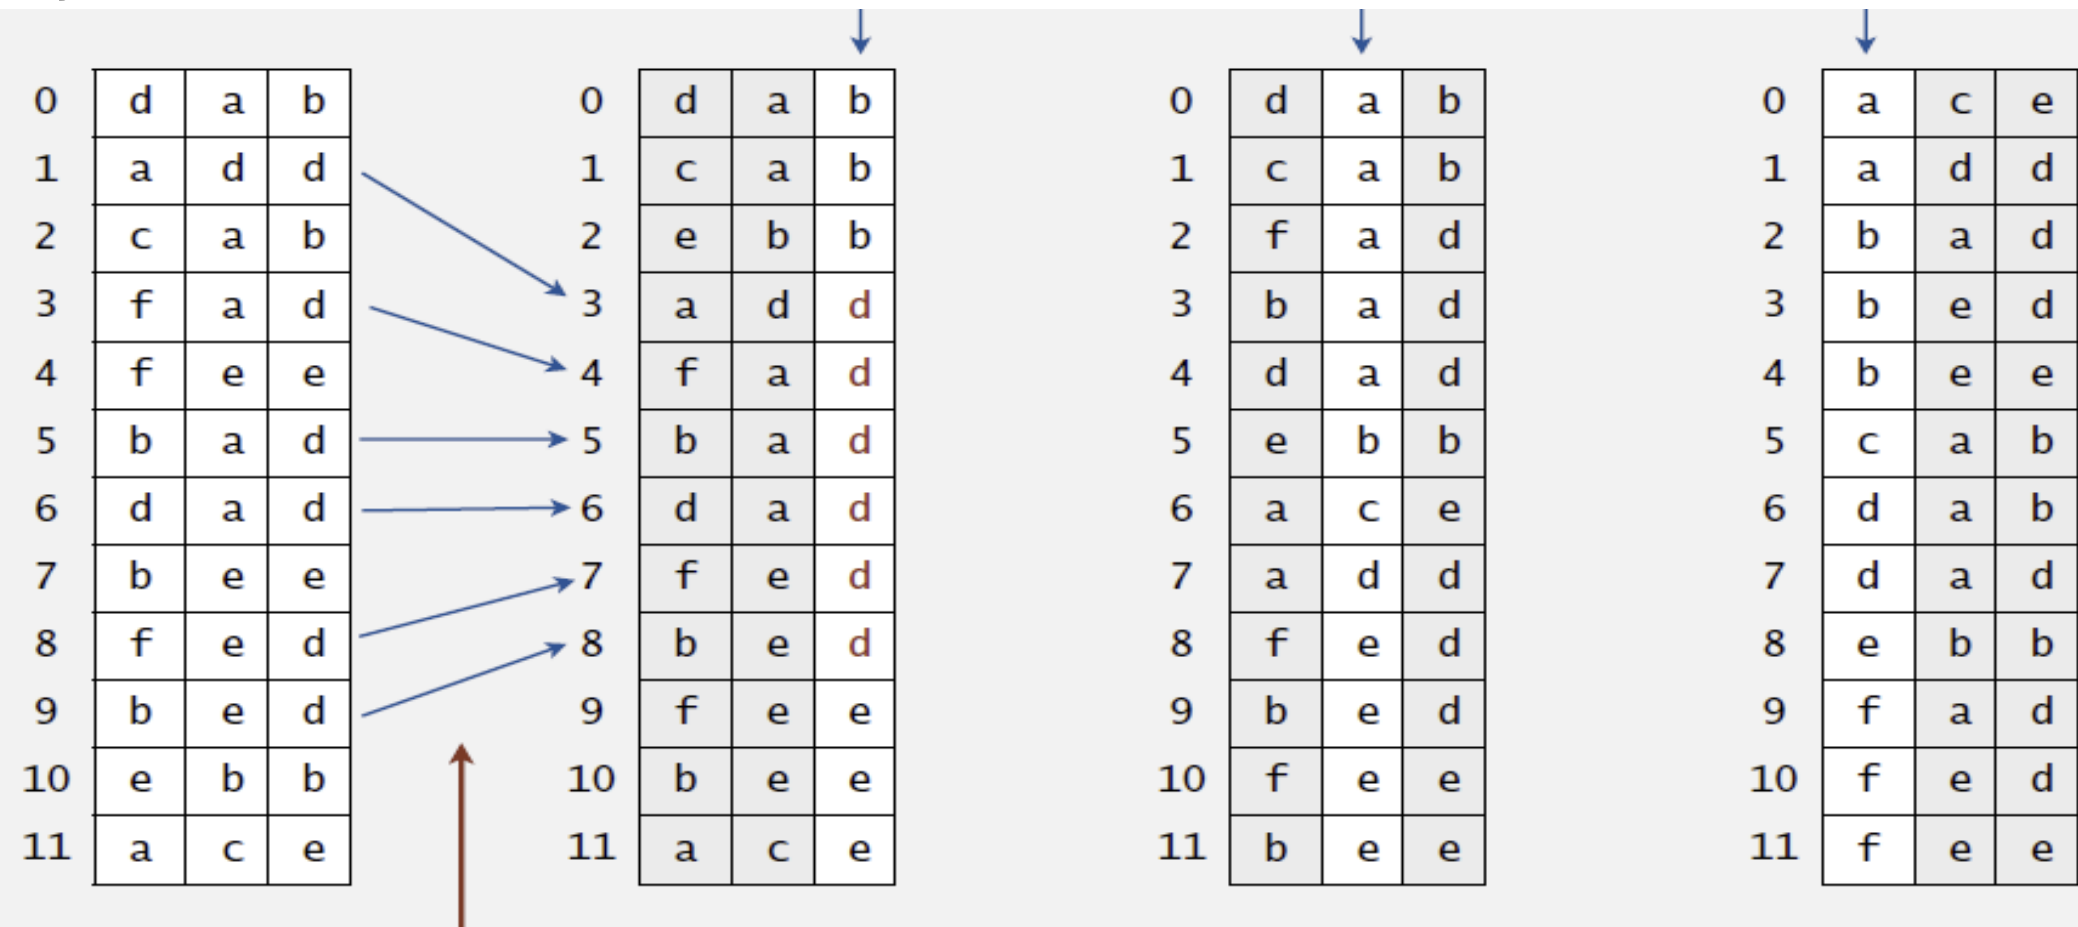 0 d a b 0 d a b 0 d a b 0 a c e
1 a d d 1 c a b 1 c a b 1 a d d
2 c a b 2 e b b 2 f a d 2 b a d
3 f a d 3 a d d 3 b a d 3 b e d
4 f e e 4 f a d 4 d a d 4 b e e
5 b a d 5 b a d 5 e b b 5 c a b
6 d a d 6 d a d 6 a c e 6 d a b
7 b e e 7 f e d 7 a d d 7 d a d
8 f e d 8 b e d 8 f e d 8 e b b
9 b e d 9 f e e 9 b e d 9 f a d
10 e b b 10 b e e 10 f e e 10 f e d
11 a c e 11 a c e 11 b e e 11 f e e